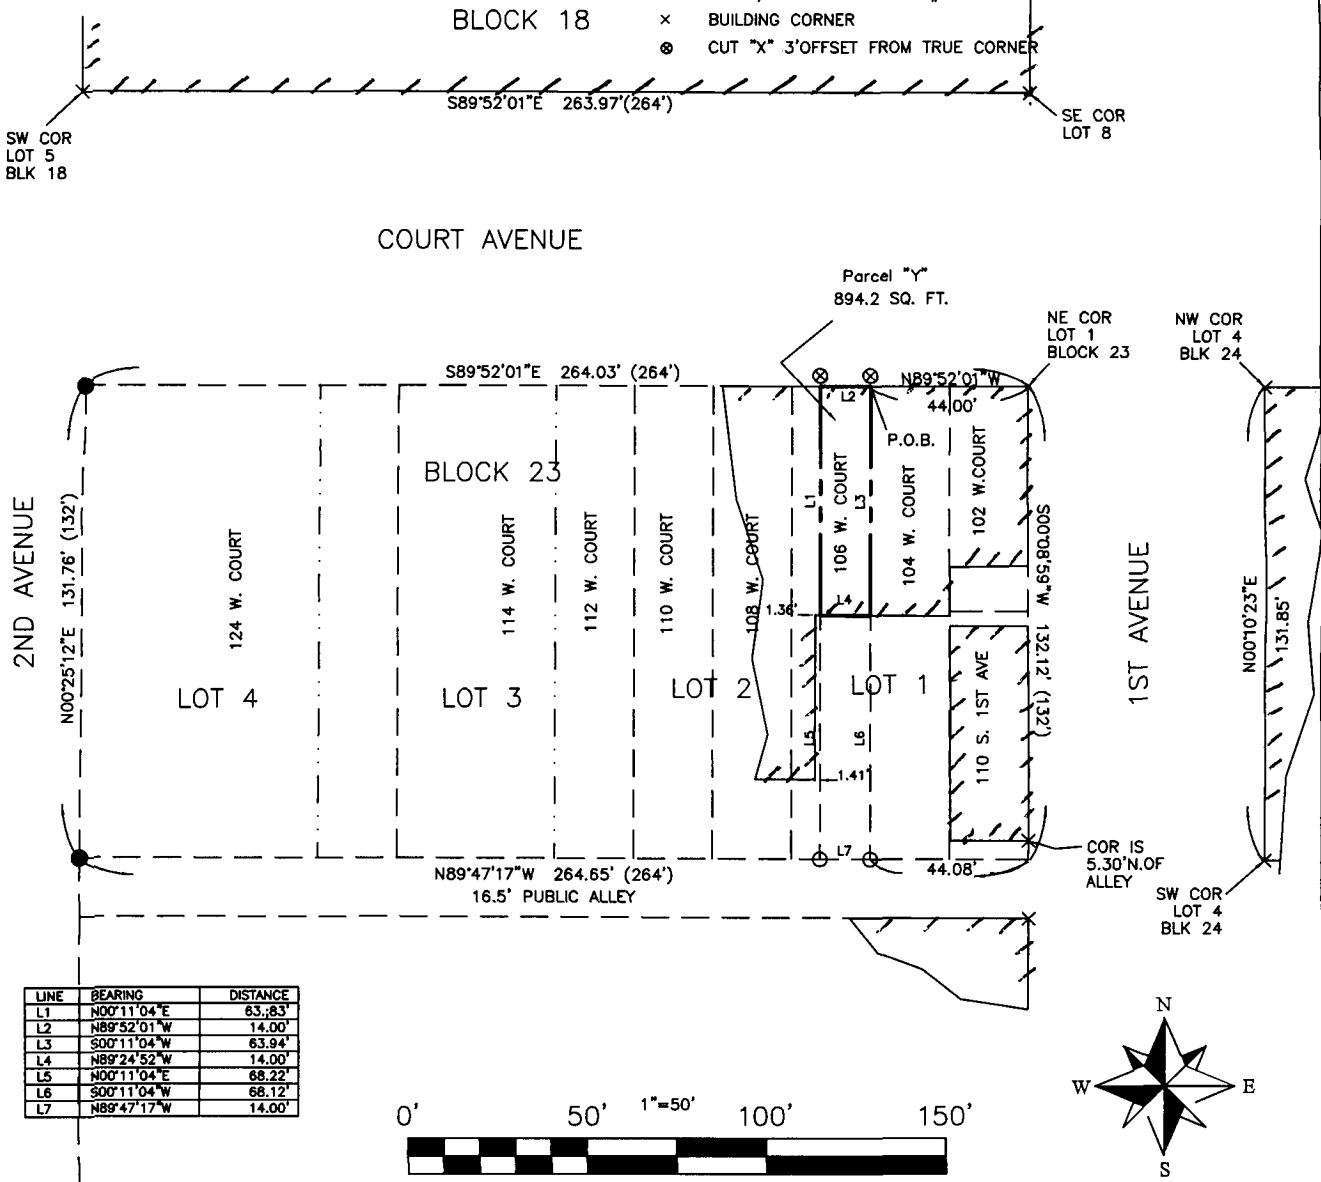 BLOCK 18
× BUILDING CORNER
⊗ CUT "X" 3'OFFSET FROM TRUE CORNER
S89°52'01"E 263.97'(264')
SW COR
LOT 5
BLK 18
SE COR
LOT 8
COURT AVENUE
Parcel "Y"
894.2 SQ. FT.
NE COR
LOT 1
BLOCK 23
NW COR
LOT 4
BLK 24
S89°52'01"E 264.03' (264')
N89°52'01"W
44.00'
L2
P.O.B.
BLOCK 23
2ND AVENUE
N00°25'12"E 131.76' (132')
124 W. COURT
114 W. COURT
112 W. COURT
110 W. COURT
108 W. COURT
L1
106 W. COURT
L3
104 W. COURT
102 W.COURT
S00°08'59"W 132.12' (132')
1ST AVENUE
N00°10'23"E
131.85'
1.36'
L4
LOT 4
LOT 3
LOT 2
LOT 1
L5
L6
110 S. 1ST AVE
1.41'
L7
44.08'
COR IS
5.30'N.OF
ALLEY
SW COR
LOT 4
BLK 24
N89°47'17"W 264.65' (264')
16.5' PUBLIC ALLEY
LINE BEARING DISTANCE
L1 N00°11'04"E 63.;83'
L2 N89°52'01"W 14.00'
L3 S00°11'04"W 63.94'
L4 N89°24'52"W 14.00'
L5 N00°11'04"E 68.22'
L6 S00°11'04"W 68.12'
L7 N89°47'17"W 14.00'
0' 50' 1"=50' 100' 150'
N
W E
S